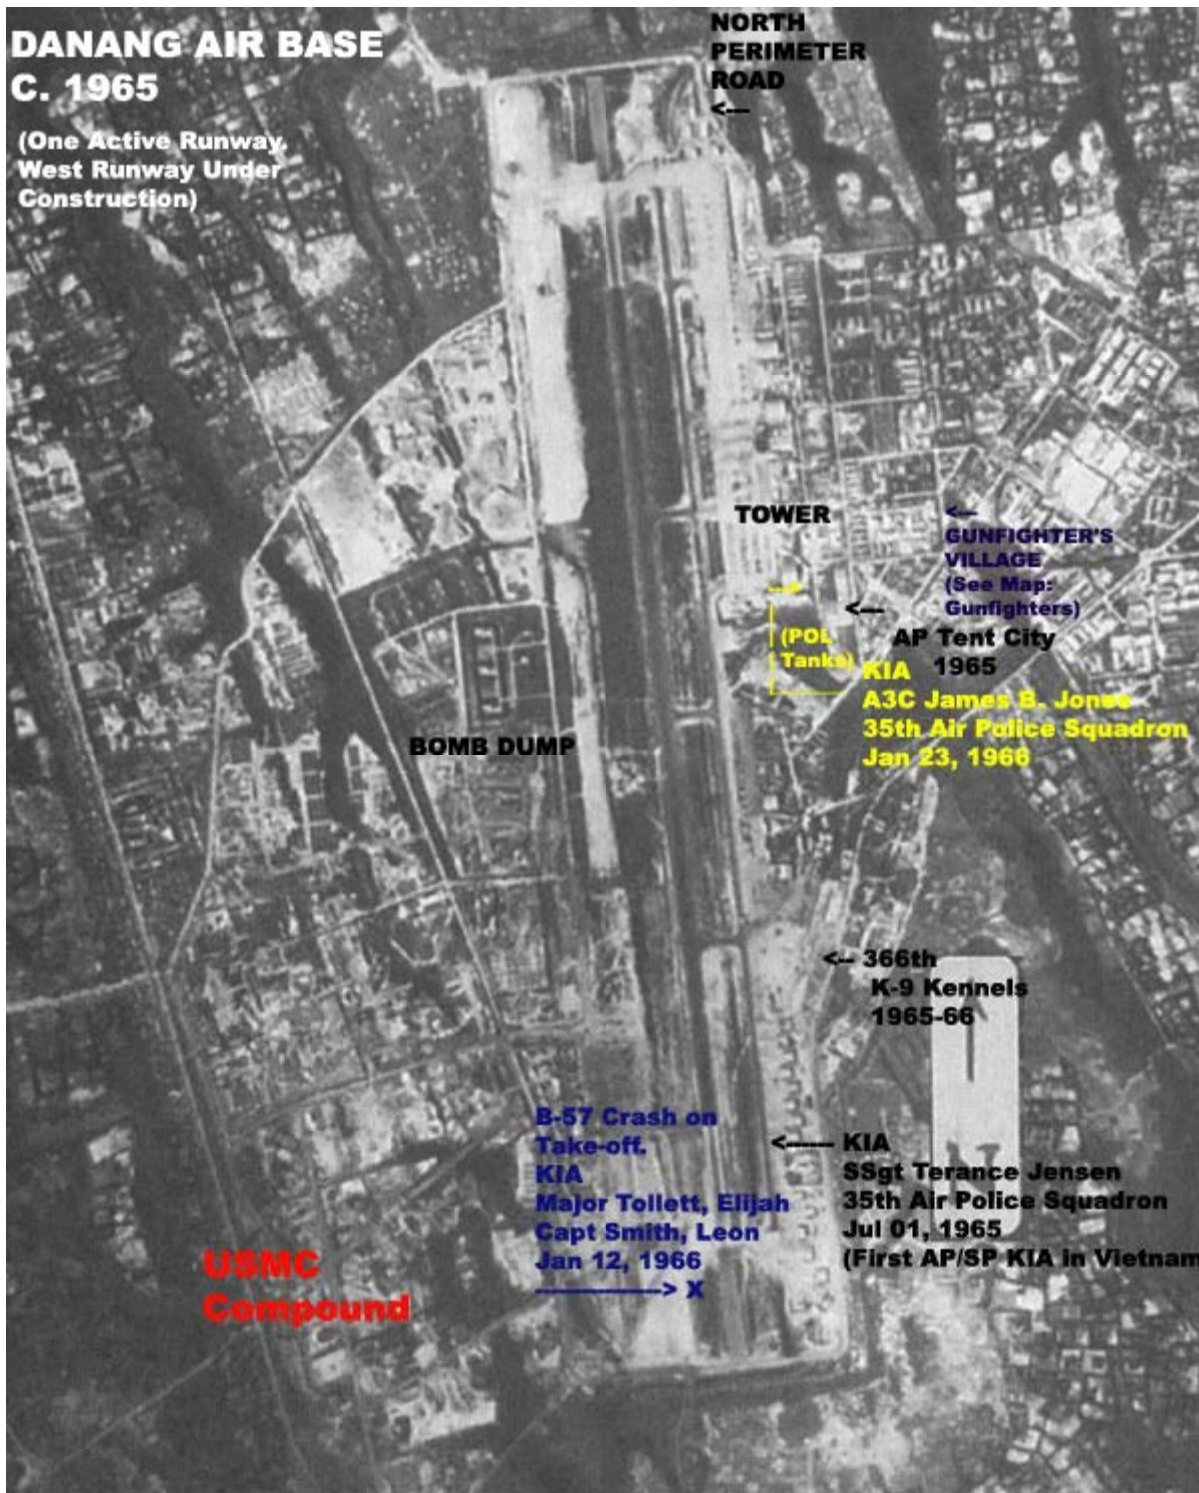 DANANG AIR BASE
C. 1965
(One Active Runway.
West Runway Under
Construction)
NORTH
PERIMETER
ROAD
<---
TOWER
<---
GUNFIGHTER'S
VILLAGE
(See Map:
Gunfighters)
--->
(POL
Tanks)
<---
AP Tent City
1965
KIA
A3C James B. Jones
35th Air Police Squadron
Jan 23, 1966
BOMB DUMP
<-- 366th
K-9 Kennels
1965-66
B-57 Crash on
Take-off.
KIA
Major Tollett, Elijah
Capt Smith, Leon
Jan 12, 1966
--------------> X
<----- KIA
SSgt Terance Jensen
35th Air Police Squadron
Jul 01, 1965
(First AP/SP KIA in Vietnam
USMC
Compound